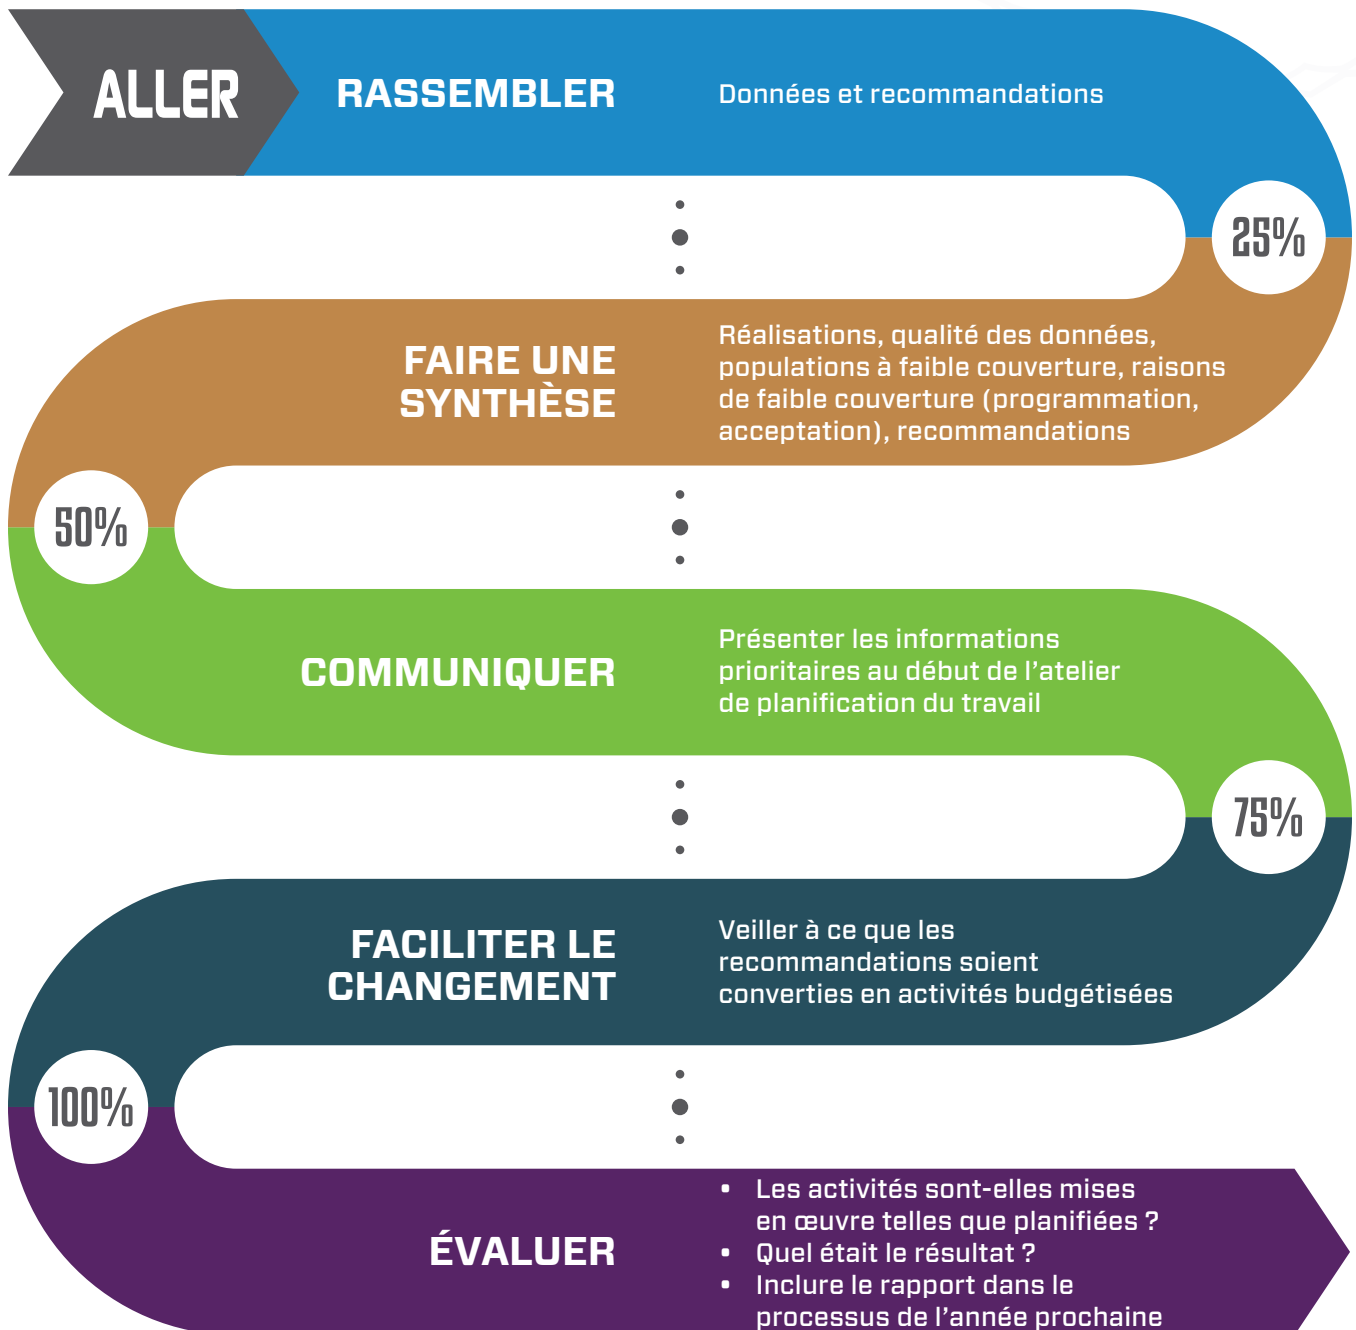 ALLER
RASSEMBLER
Données et recommandations
25%
FAIRE UNE
SYNTHÈSE
Réalisations, qualité des données,
populations à faible couverture, raisons
de faible couverture (programmation,
acceptation), recommandations
50%
COMMUNIQUER
Présenter les informations
prioritaires au début de l’atelier
de planification du travail
75%
FACILITER LE
CHANGEMENT
Veiller à ce que les
recommandations soient
converties en activités budgétisées
100%
ÉVALUER
• Les activités sont-elles mises
en œuvre telles que planifiées ?
• Quel était le résultat ?
• Inclure le rapport dans le
processus de l’année prochaine